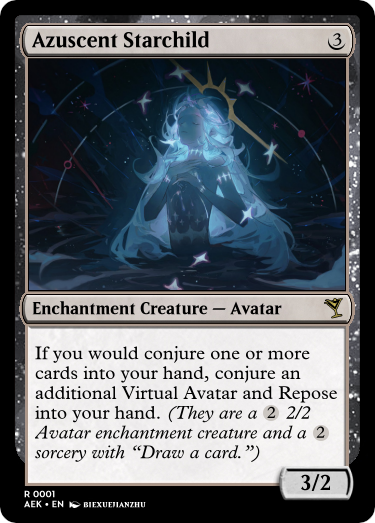 Azuscent Starchild 3
Enchantment Creature — Avatar
If you would conjure one or more
cards into your hand, conjure an
additional Virtual Avatar and Repose
into your hand. (They are a 2 2/2
Avatar enchantment creature and a 2
sorcery with “Draw a card.”)
3/2
R 0001
AEK • EN BIEXUEJIANZHU